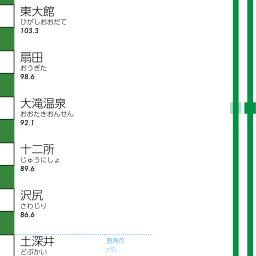 東大館
ひがしおおだて
103.3
扇田
おうぎた
98.6
大滝温泉
おおたきおんせん
92.1
十二所
じゅうにしょ
89.6
沢尻
さわじり
86.6
土深井
どぶかい
鹿角市